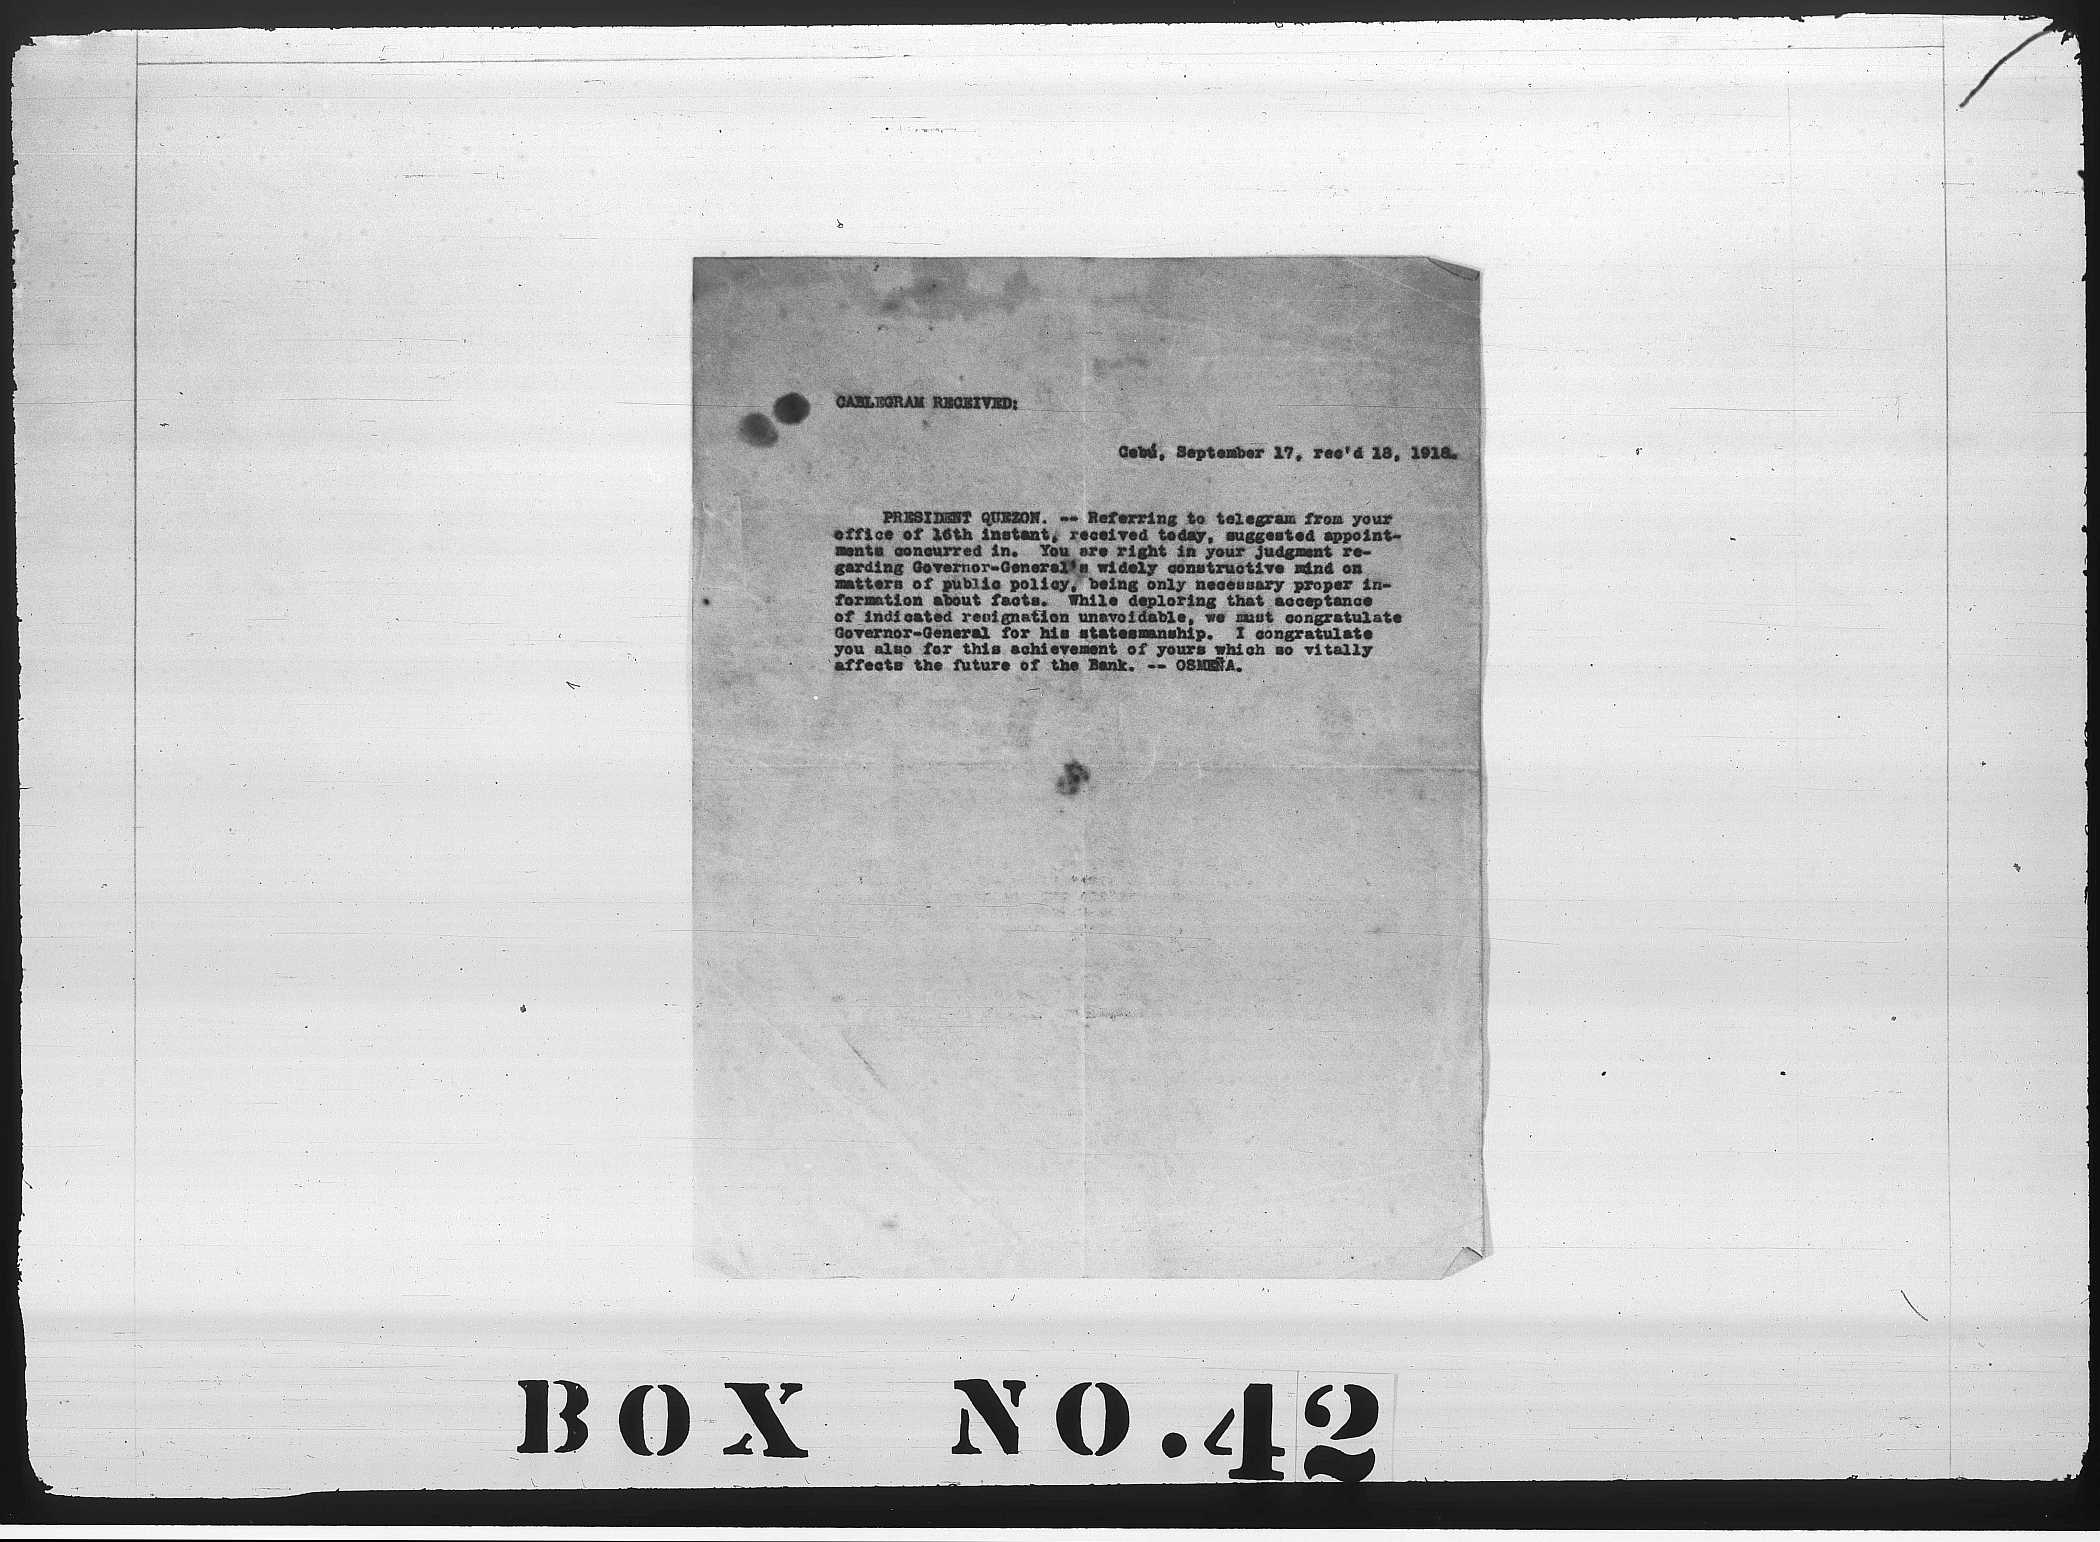 CABLEGRAM RECEIVED:
Cebú, September 17, rec'd 18, 1918.
PRESIDENT QUEZON. -- Referring to telegram from your
office of 16th instant, received today, suggested appoint-
ments concurred in. You are right in your judgment re-
garding Governor-General's widely constructive mind on
matters of public policy, being only necessary proper in-
formation about facts. While deploring that acceptance
of indicated resignation unavoidable, we must congratulate
Governor-General for his statesmanship. I congratulate
you also for this achievement of yours which so vitally
affects the future of the Bank. -- OSMEÑA.
BOX NO.42